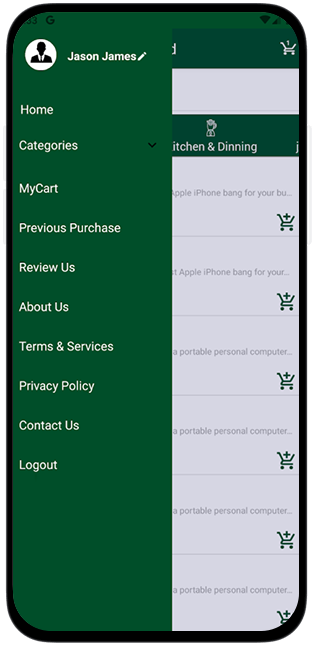 G
Jason James
d
1
Home
Categories
itchen & Dinning
j
MyCart
Apple iPhone bang for your bu...
Previous Purchase
Review Us
st Apple iPhone bang for your...
About Us
Terms & Services
a portable personal computer...
Privacy Policy
Contact Us
a portable personal computer...
Logout
a portable personal computer...
a portable personal computer...